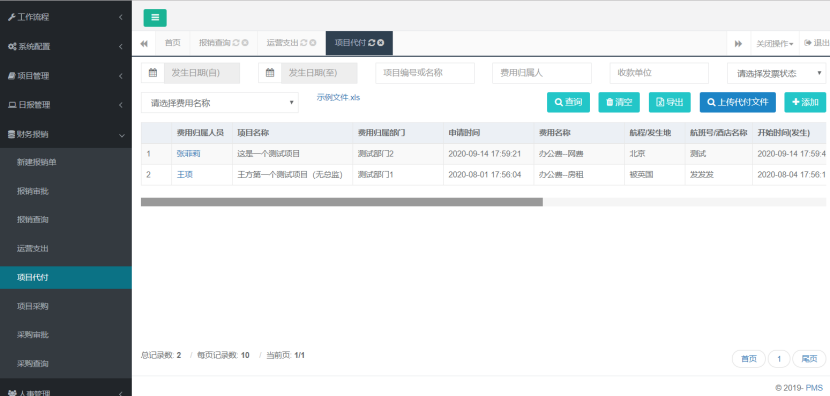 工作流程
系统配置
项目管理
日报管理
财务报销
新建报销单
报销审批
报销查询
运营支出
项目代付
项目采购
采购审批
采购查询
人事管理
首页 报销查询 运营支出 项目代付 关闭操作 退出
发生日期(自) 发生日期(至) 项目编号或名称 费用归属人 收款单位 请选择发票状态
请选择费用名称 示例文件.xls 查询 清空 导出 上传代付文件 添加
费用归属人员 项目名称 费用归属部门 申请时间 费用名称 航程/发生地 航班号/酒店名称 开始时间(发生)
1 张菲莉 这是一个测试项目 测试部门2 2020-09-14 17:59:21 办公费--网费 北京 测试 2020-09-14 17:59:4
2 王项 王方第一个测试项目（无总监) 测试部门1 2020-08-01 17:56:04 办公费--房租 被英国 发发发 2020-08-04 17:56:1
总记录数: 2 / 每页记录数: 10 / 当前页: 1/1
首页 1 尾页
© 2019- PMS